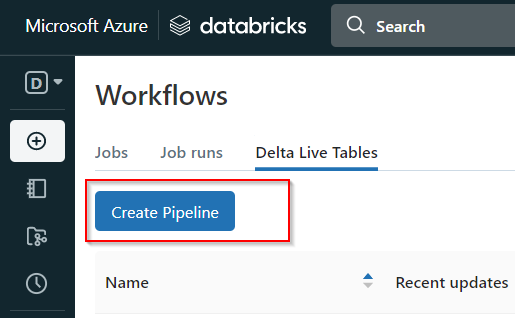 Microsoft Azure databricks Search
D
Workflows
Jobs Job runs Delta Live Tables
Create Pipeline
Name Recent updates